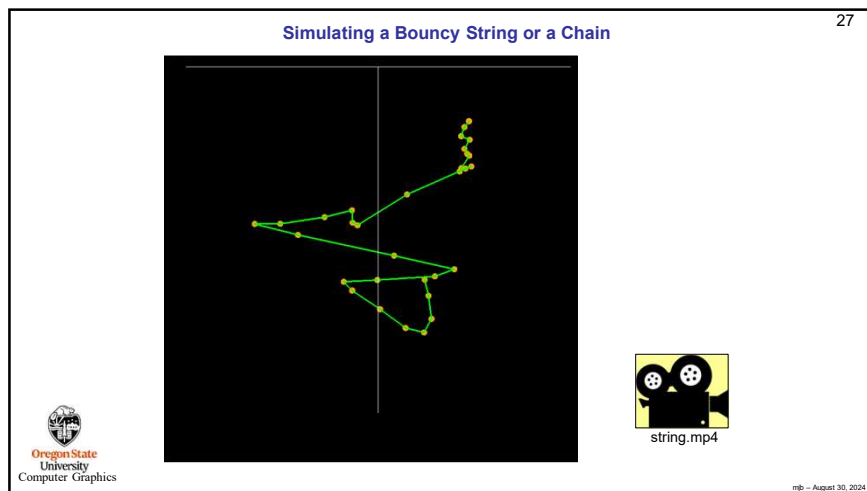 27
Simulating a Bouncy String or a Chain
string.mp4
Oregon State
University
Computer Graphics
mjb – August 30, 2024